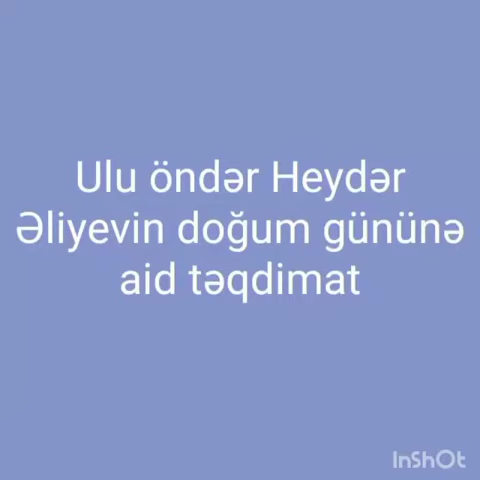 Ulu öndər Heydər
Əliyevin doğum gününə
aid təqdimat
InShOt